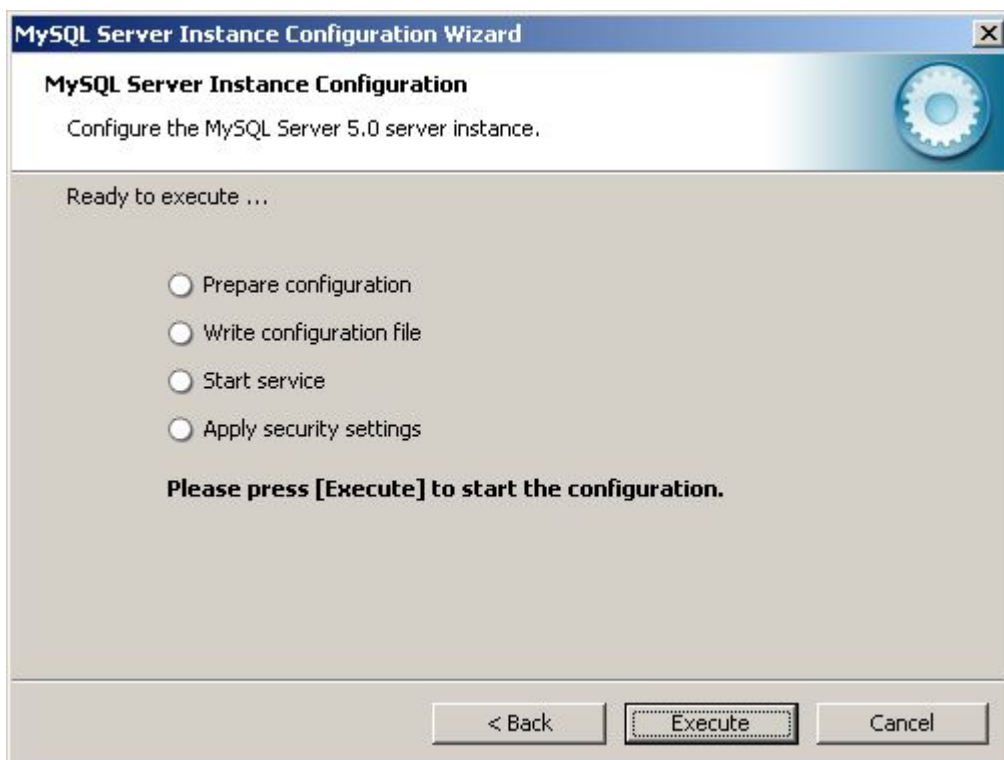 MySQL Server Instance Configuration Wizard
MySQL Server Instance Configuration
Configure the MySQL Server 5.0 server instance.
Ready to execute ...
Prepare configuration
Write configuration file
Start service
Apply security settings
Please press [Execute] to start the configuration.
< Back
Execute
Cancel